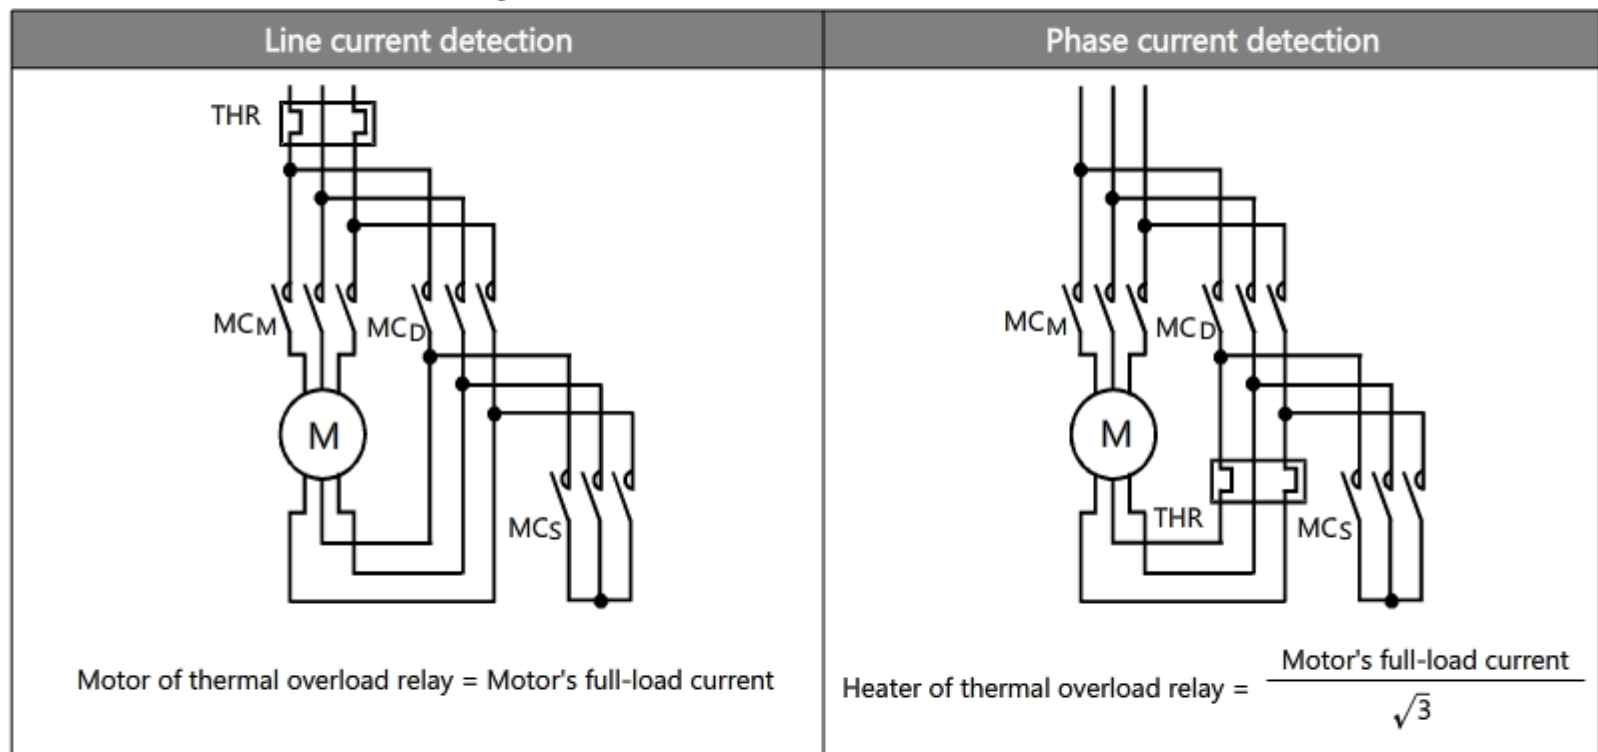 Line current detection
Phase current detection
THR
MCM
MCD
M
MCS
Motor of thermal overload relay = Motor's full-load current
MCM
MCD
M
THR
MCS
Heater of thermal overload relay = Motor's full-load current / √3